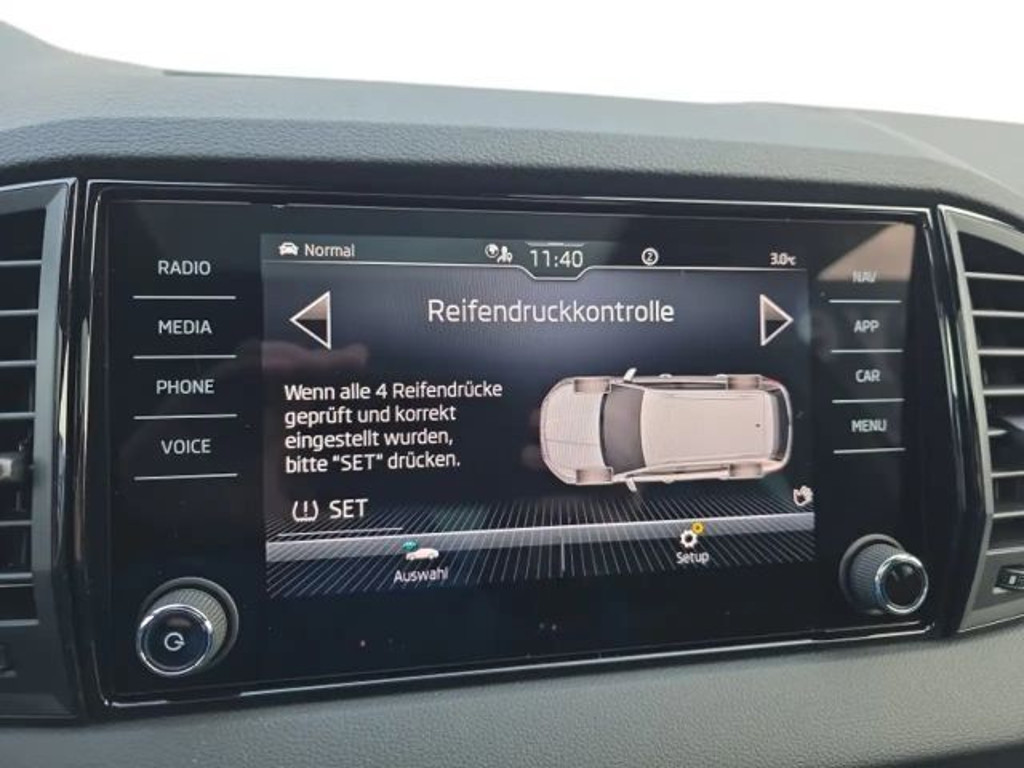 Normal
11:40
2
3.0°C
RADIO
MEDIA
PHONE
VOICE
Reifendruckkontrolle
Wenn alle 4 Reifendrücke
geprüft und korrekt
eingestellt wurden,
bitte "SET" drücken.
(!) SET
Auswahl
Setup
NAV
APP
CAR
MENU